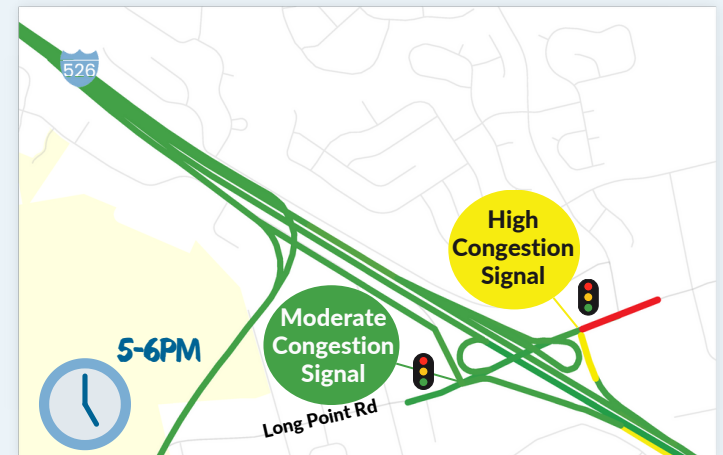 526
High
Congestion
Signal
Moderate
Congestion
Signal
5-6PM
Long Point Rd